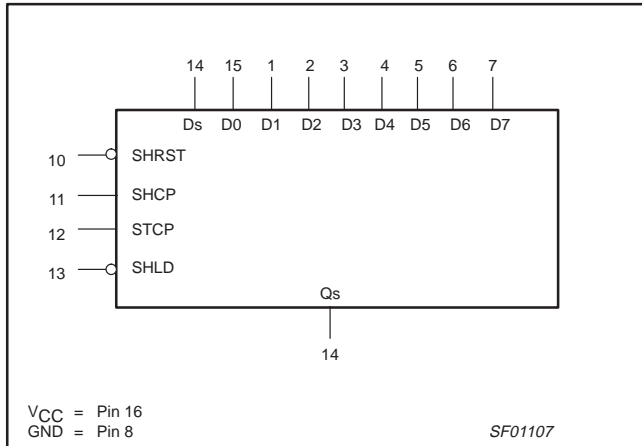 14 15 1 2 3 4 5 6 7
Ds D0 D1 D2 D3 D4 D5 D6 D7
10 SHRST
11 SHCP
12 STCP
13 SHLD
Qs
14
VCC = Pin 16
GND = Pin 8
SF01107